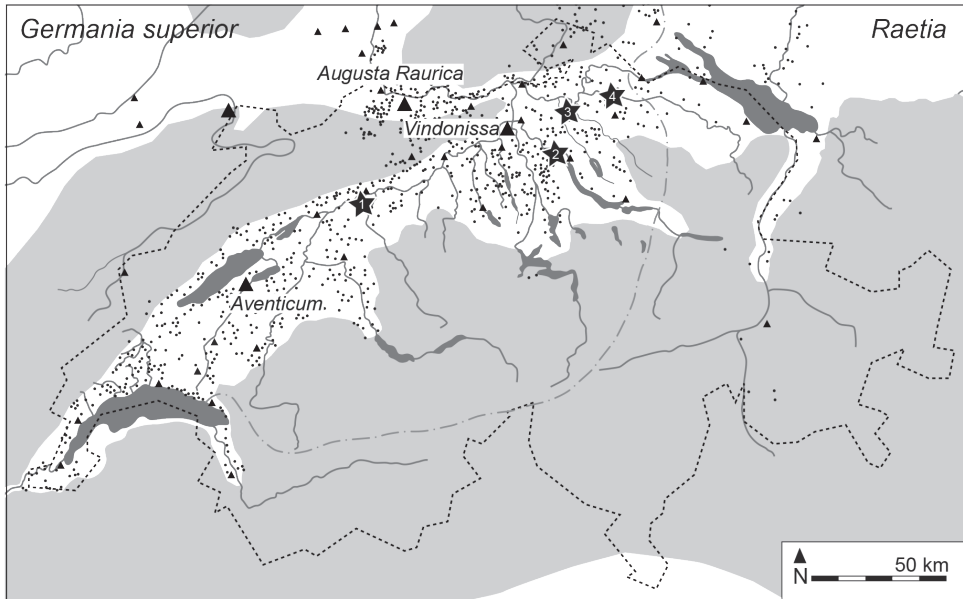 Germania superior
Raetia
Augusta Raurica
Vindonissa
4
3
2
1
Aventicum.
50 km
N